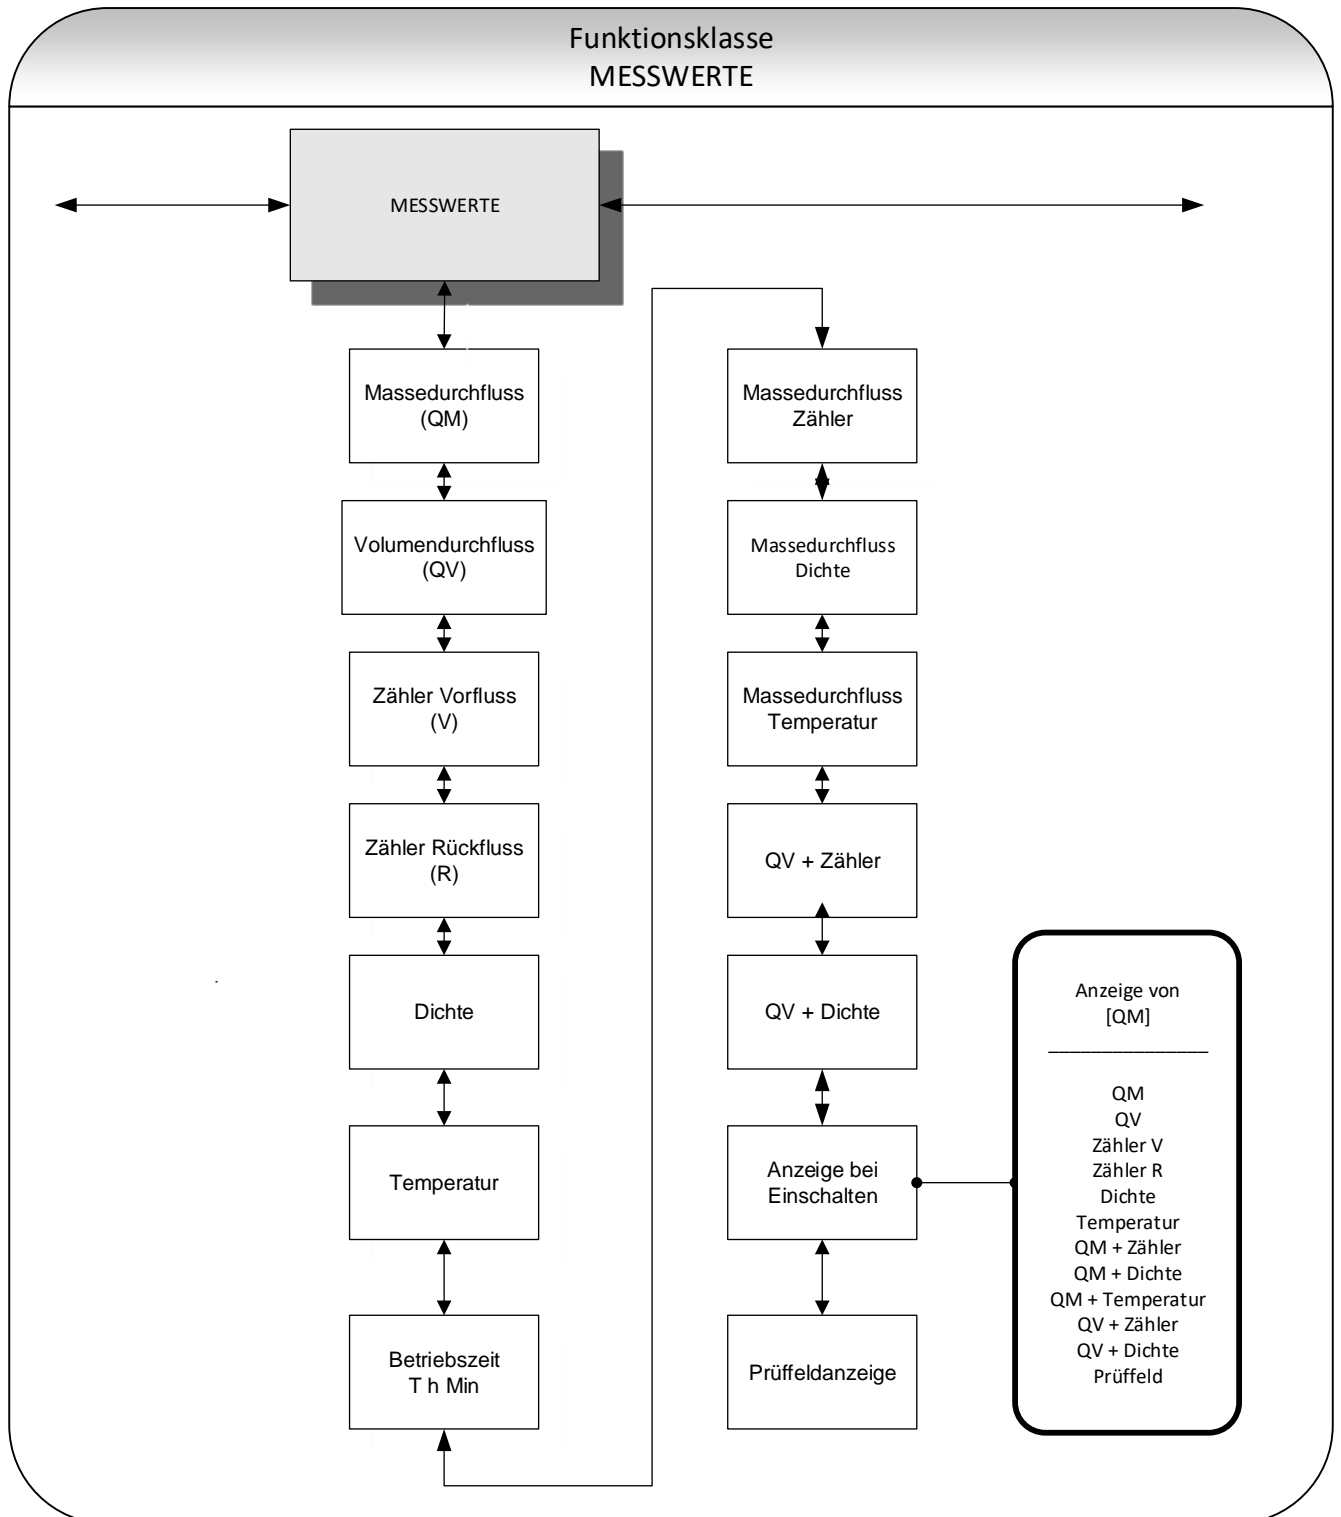 Funktionsklasse
MESSWERTE
MESSWERTE
Massedurchfluss
(QM)
Volumendurchfluss
(QV)
Zähler Vorfluss
(V)
Zähler Rückfluss
(R)
Dichte
Temperatur
Betriebszeit
T h Min
Massedurchfluss
Zähler
Massedurchfluss
Dichte
Massedurchfluss
Temperatur
QV + Zähler
QV + Dichte
Anzeige bei
Einschalten
Prüffeldanzeige
Anzeige von
[QM]
QM
QV
Zähler V
Zähler R
Dichte
Temperatur
QM + Zähler
QM + Dichte
QM + Temperatur
QV + Zähler
QV + Dichte
Prüffeld